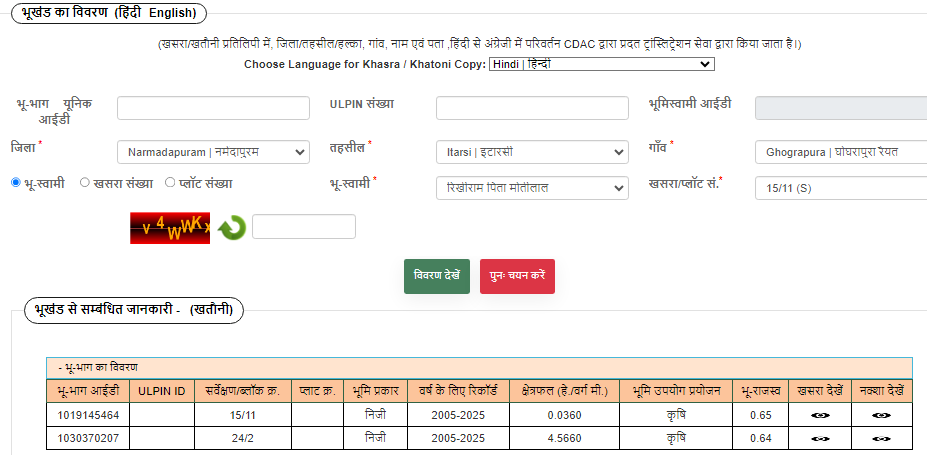 भूखंड का विवरण (हिंदी English)
(खसरा/खतौनी प्रतिलिपी में, जिला/तहसील/हल्का, गांव, नाम एवं पता ,हिंदी से अंग्रेजी में परिवर्तन CDAC द्वारा प्रदत ट्रांस्लिट्रेशन सेवा द्वारा किया जाता है।)
Choose Language for Khasra / Khatoni Copy: Hindi | हिन्दी
भू-भाग यूनिक आईडी ULPIN संख्या भूमिस्वामी आईडी
जिला * Narmadapuram | नर्मदापुरम तहसील * Itarsi | इटारसी गाँव * Ghograpura | घोघरापुरा रैयत
भू-स्वामी खसरा संख्या प्लॉट संख्या भू-स्वामी * रिखीराम पिता मोतीलाल खसरा/प्लॉट सं.* 15/11 (S)
v4WWKx
विवरण देखें पुनः चयन करें
भूखंड से सम्बंधित जानकारी - (खतौनी)
- भू-भाग का विवरण
भू-भाग आईडी ULPIN ID सर्वेक्षण/ब्लॉक क्र. प्लाट क्र. भूमि प्रकार वर्ष के लिए रिकॉर्ड क्षेत्रफल (हे./वर्ग मी.) भूमि उपयोग प्रयोजन भू-राजस्व खसरा देखें नक्शा देखें
1019145464 15/11 निजी 2005-2025 0.0360 कृषि 0.65
1030370207 24/2 निजी 2005-2025 4.5660 कृषि 0.64